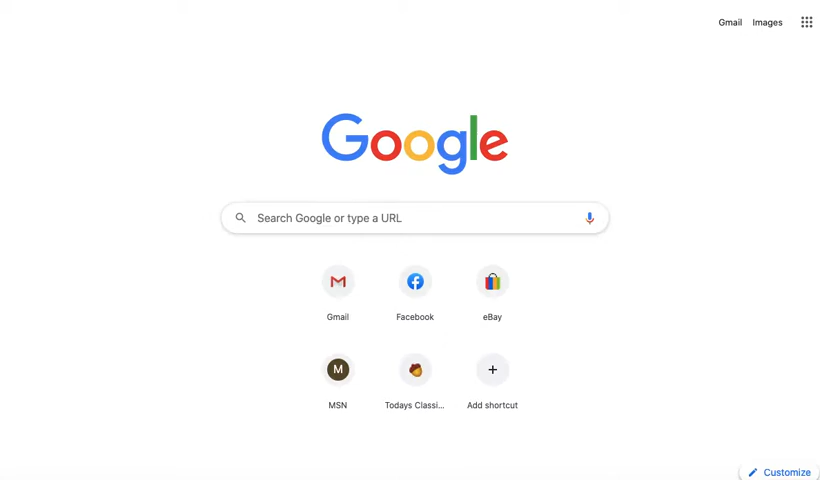 Gmail Images
Google
Search Google or type a URL
Gmail Facebook eBay
M
MSN Todays Classi... Add shortcut
Customize